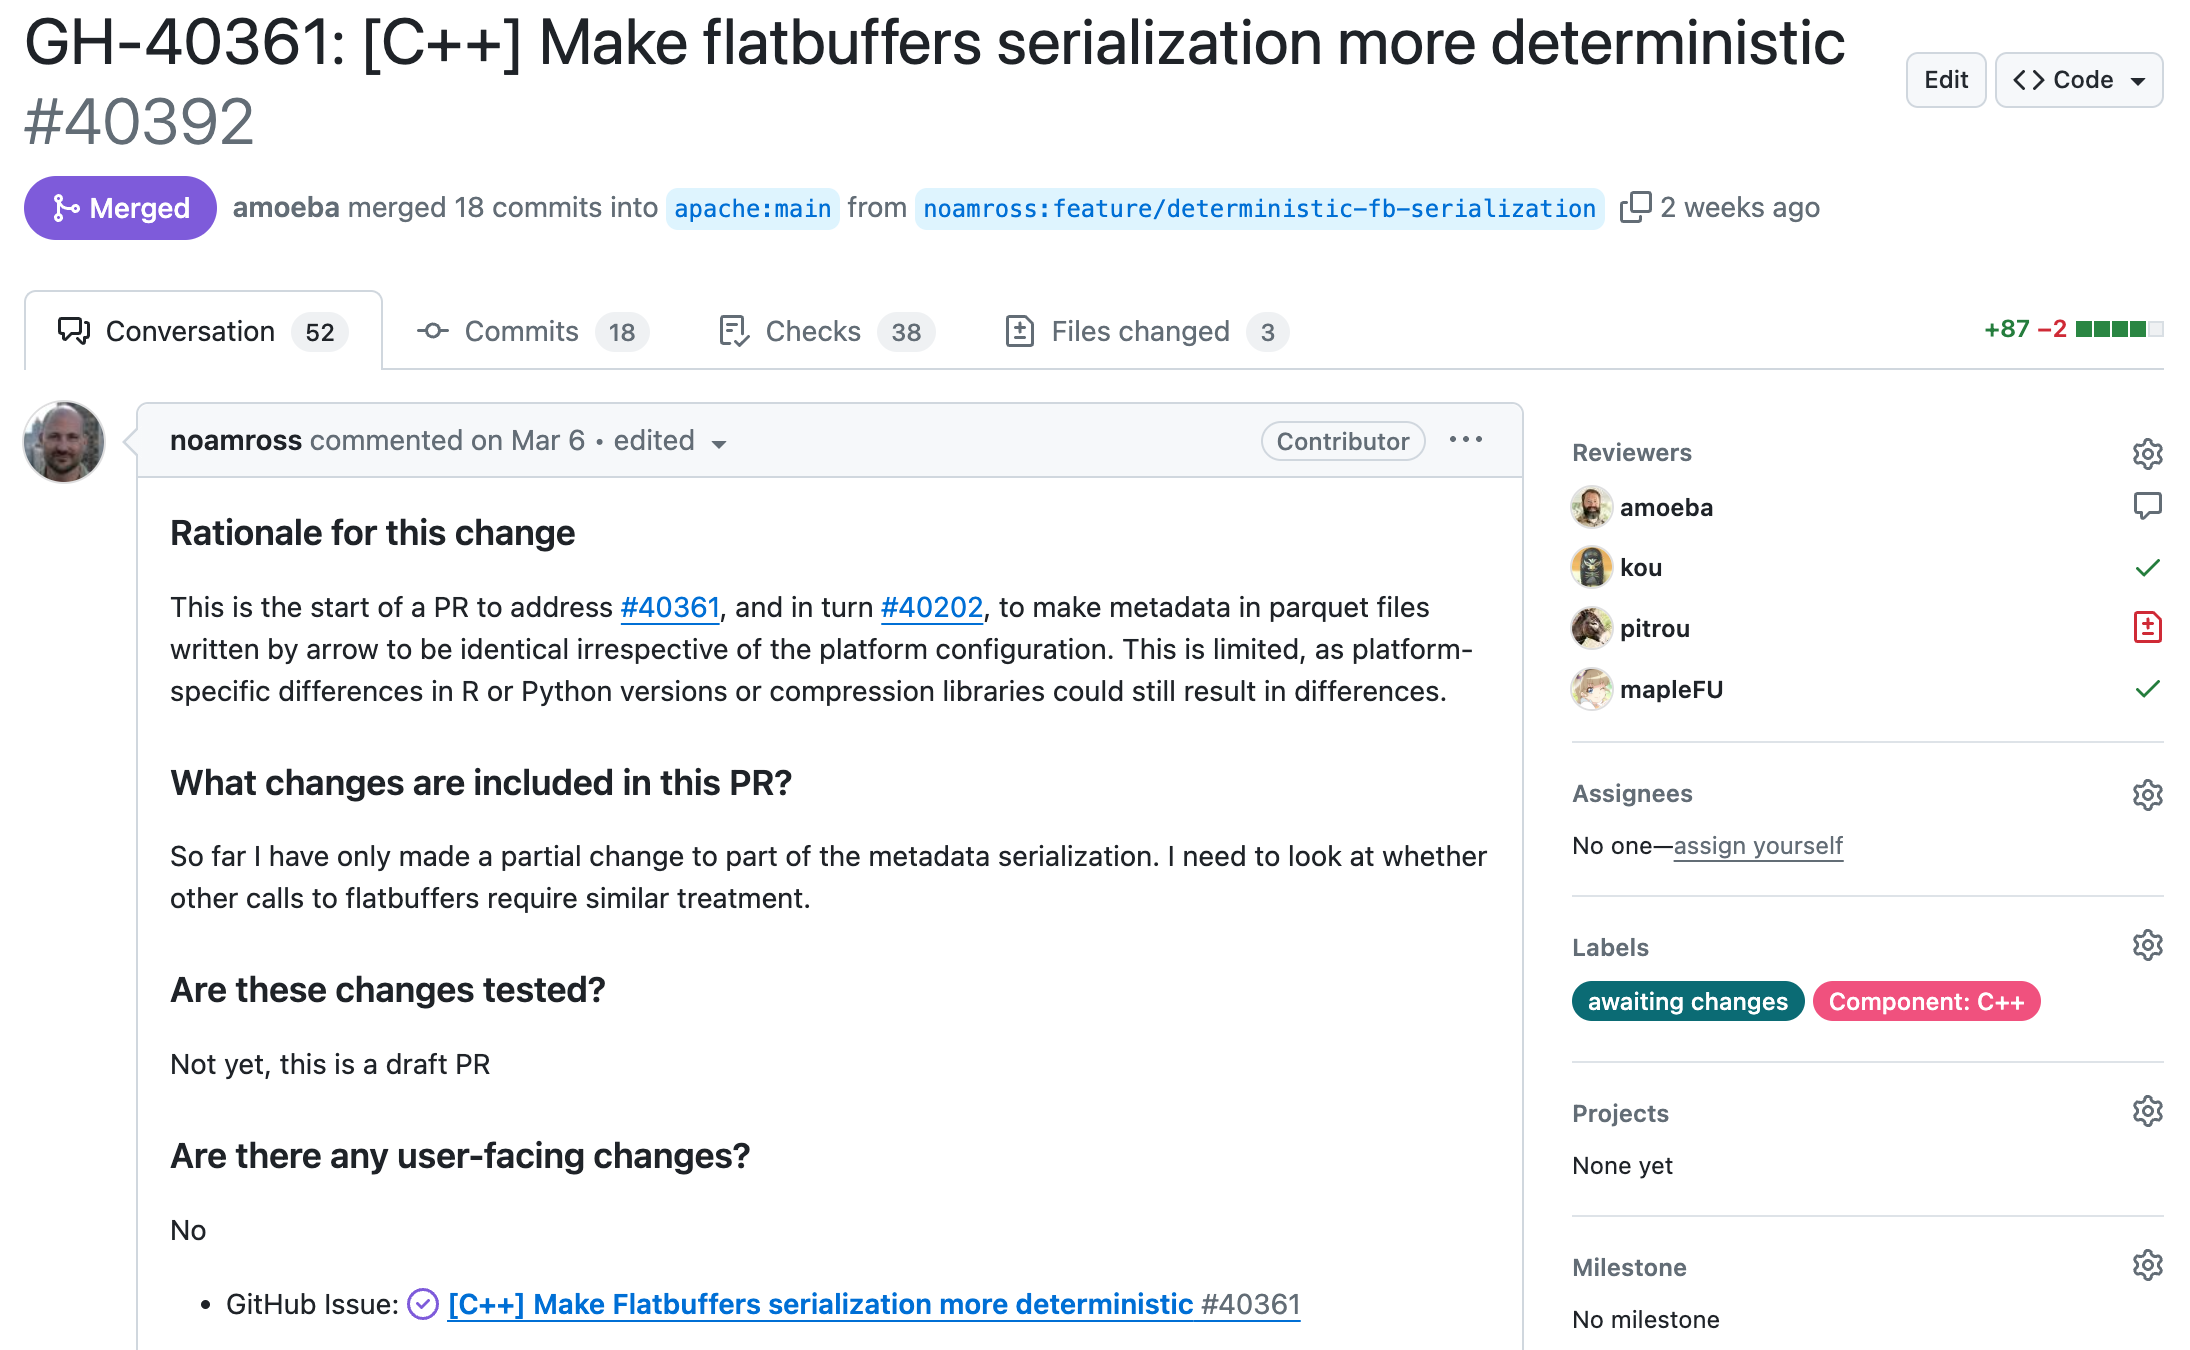 GH-40361: [C++] Make flatbuffers serialization more deterministic
#40392
Edit
Code
Merged
amoeba merged 18 commits into apache:main from noamross:feature/deterministic-fb-serialization 2 weeks ago
Conversation 52
Commits 18
Checks 38
Files changed 3
+87 −2
noamross commented on Mar 6 • edited
Contributor
Rationale for this change
This is the start of a PR to address #40361, and in turn #40202, to make metadata in parquet files
written by arrow to be identical irrespective of the platform configuration. This is limited, as platform-
specific differences in R or Python versions or compression libraries could still result in differences.
What changes are included in this PR?
So far I have only made a partial change to part of the metadata serialization. I need to look at whether
other calls to flatbuffers require similar treatment.
Are these changes tested?
Not yet, this is a draft PR
Are there any user-facing changes?
No
• GitHub Issue: [C++] Make Flatbuffers serialization more deterministic #40361
Reviewers
amoeba
kou
pitrou
mapleFU
Assignees
No one—assign yourself
Labels
awaiting changes
Component: C++
Projects
None yet
Milestone
No milestone